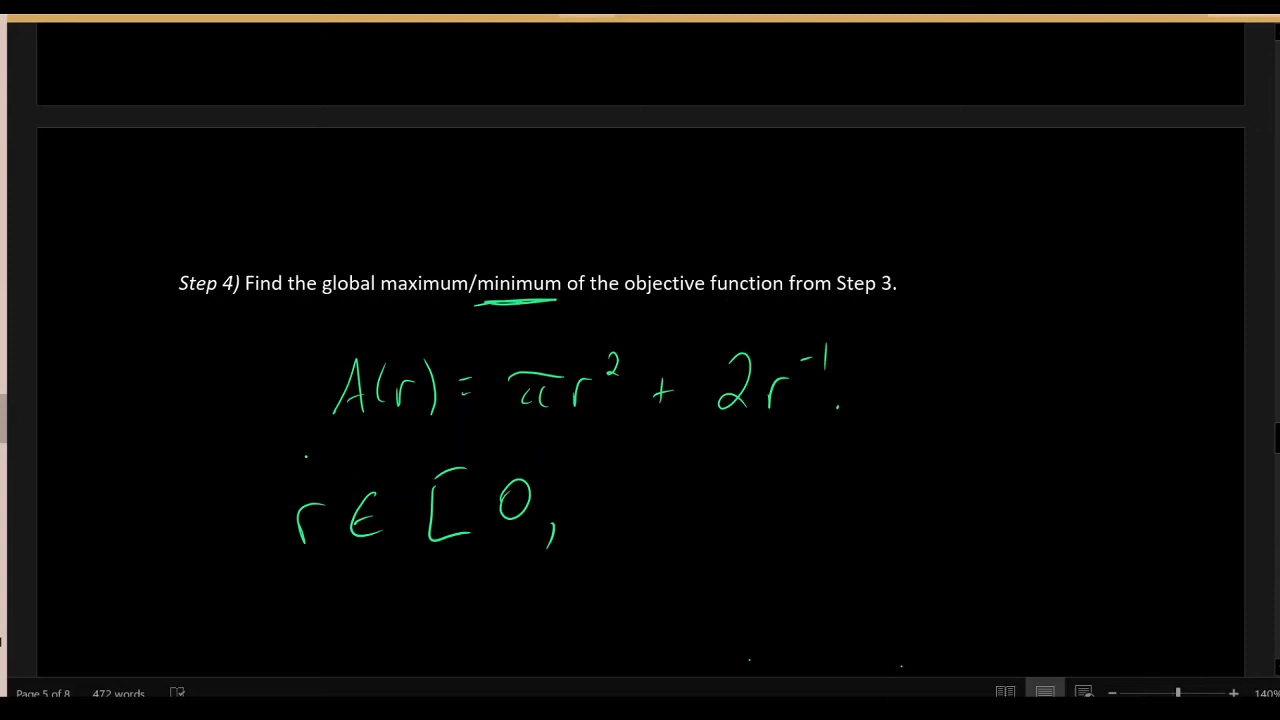 Step 4) Find the global maximum/minimum of the objective function from Step 3.
A(r) = πr² + 2r⁻¹.
r ∈ [0,
Page 5 of 8 472 words 140%